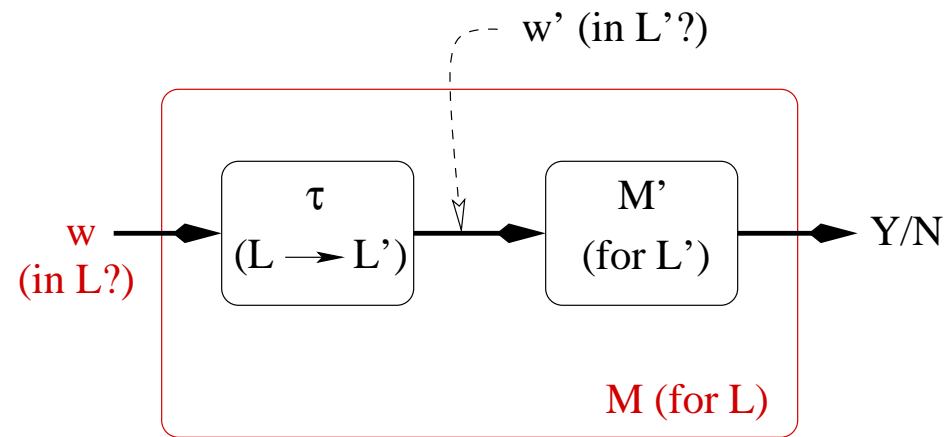 w’ (in L’?)
τ
(L → L’)
M’
(for L’)
w
(in L?)
Y/N
M (for L)